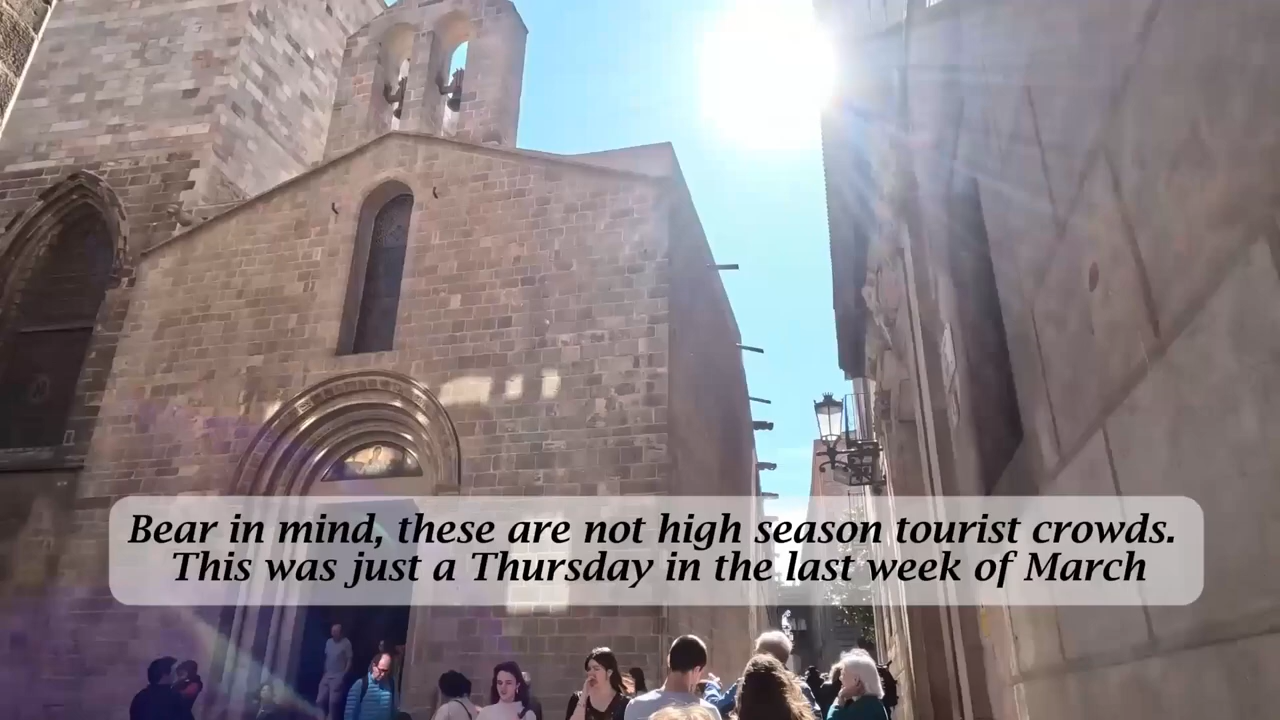 Bear in mind, these are not high season tourist crowds.
This was just a Thursday in the last week of March